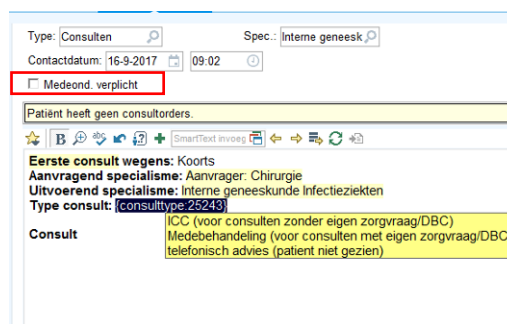 Type: Consulten Spec.: Interne geneesk
Contactdatum: 16-9-2017 09:02
Medeond. verplicht
Patiënt heeft geen consultorders.
B SmartText invoeg
Eerste consult wegens: Koorts
Aanvragend specialisme: Aanvrager: Chirurgie
Uitvoerend specialisme: Interne geneeskunde Infectieziekten
Type consult: {consulttype:25243}
ICC (voor consulten zonder eigen zorgvraag/DBC)
Consult Medebehandeling (voor consulten met eigen zorgvraag/DBC
telefonisch advies (patient niet gezien)